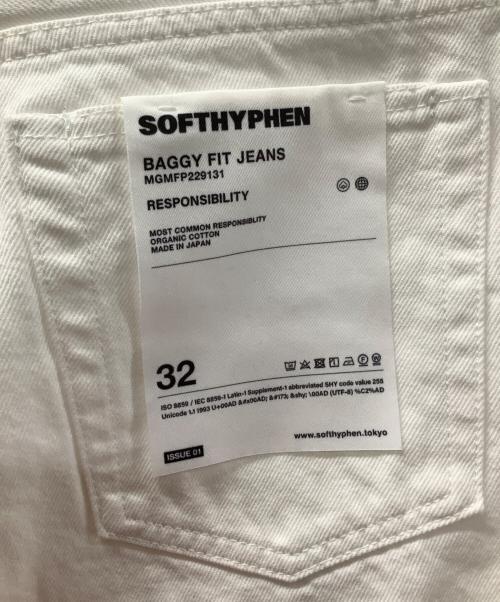 SOFTHYPHEN
BAGGY FIT JEANS
MGMFP229131
RESPONSIBILITY
MOST COMMON RESPONSIBLITY
ORGANIC COTTON
MADE IN JAPAN
32
ISO 8859 / IEC 8859-1 Latin-1 Supplement-1 abbreviated SHY code value 255
Unicode 1.1 1993 U+00AD &#x00AD; &#173; &shy; \00AD (UTF-8) %C2%AD
www.softhyphen.tokyo
ISSUE 01